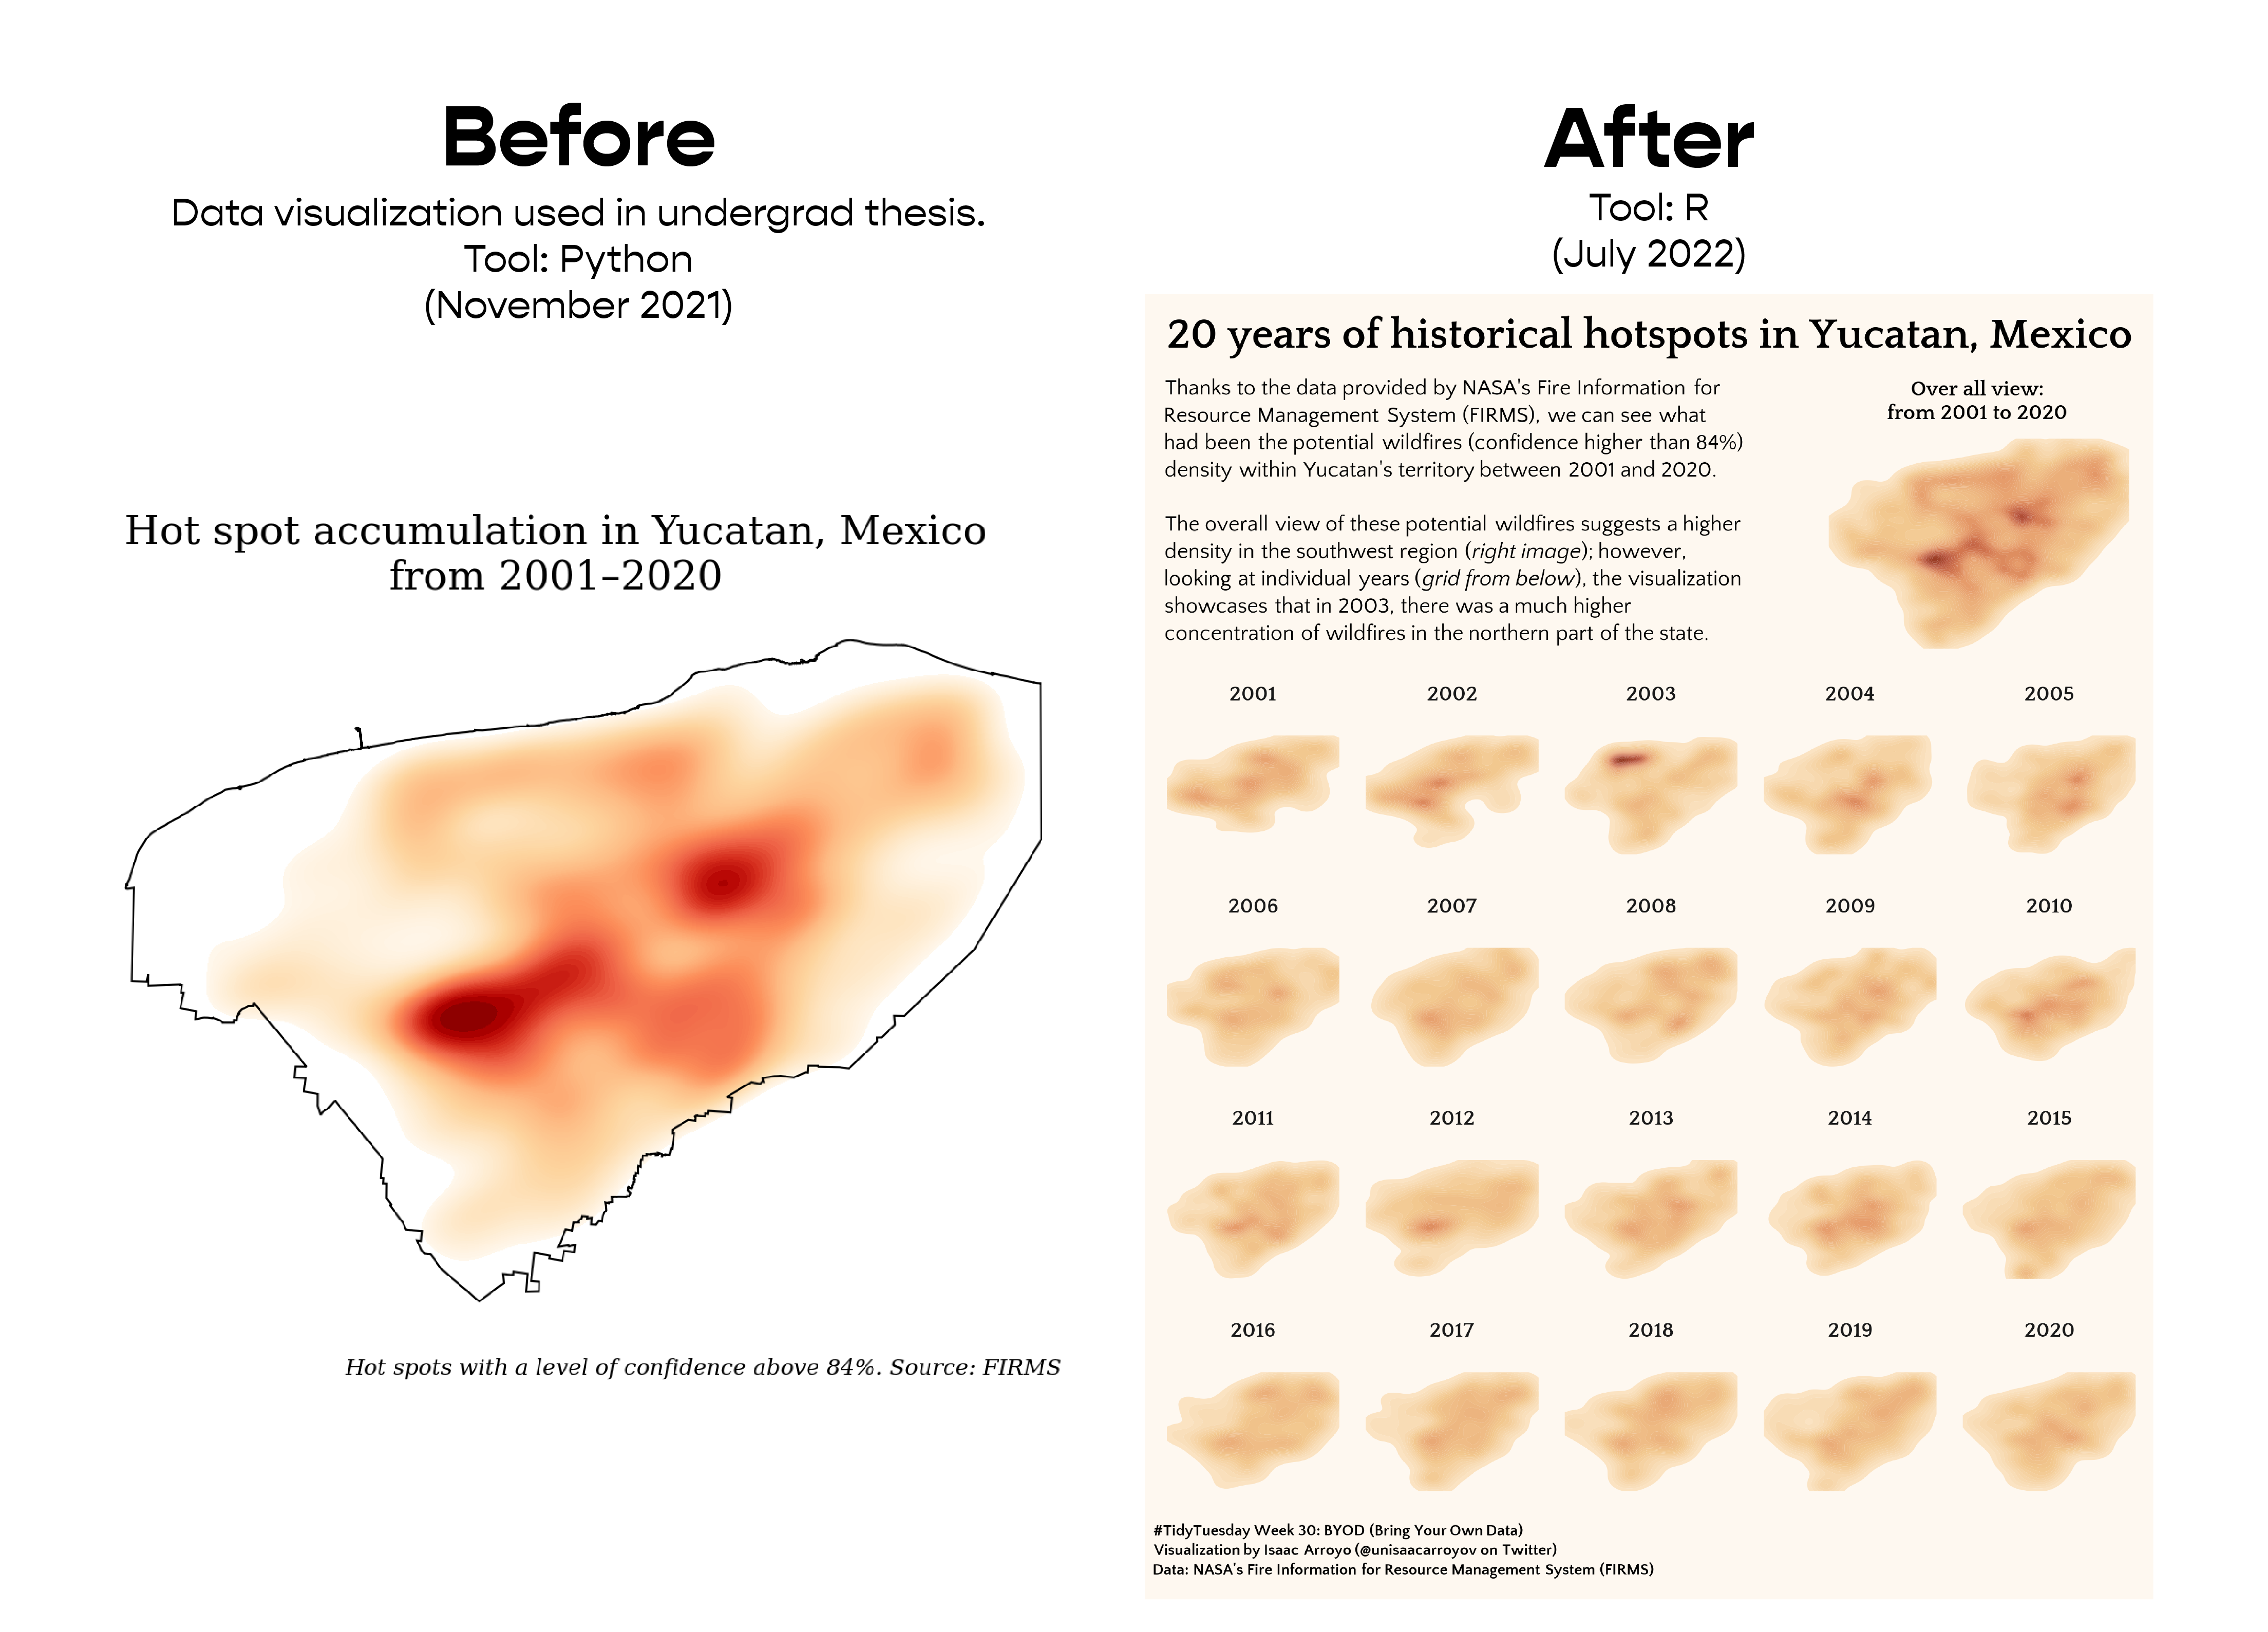 Before
Data visualization used in undergrad thesis.
Tool: Python
(November 2021)
Hot spot accumulation in Yucatan, Mexico
from 2001–2020
Hot spots with a level of confidence above 84%. Source: FIRMS
After
Tool: R
(July 2022)
20 years of historical hotspots in Yucatan, Mexico
Thanks to the data provided by NASA's Fire Information for
Resource Management System (FIRMS), we can see what
had been the potential wildfires (confidence higher than 84%)
density within Yucatan's territory between 2001 and 2020.
The overall view of these potential wildfires suggests a higher
density in the southwest region (right image); however,
looking at individual years (grid from below), the visualization
showcases that in 2003, there was a much higher
concentration of wildfires in the northern part of the state.
Over all view:
from 2001 to 2020
2001 2002 2003 2004 2005
2006 2007 2008 2009 2010
2011 2012 2013 2014 2015
2016 2017 2018 2019 2020
#TidyTuesday Week 30: BYOD (Bring Your Own Data)
Visualization by Isaac Arroyo (@unisaacarroyov on Twitter)
Data: NASA's Fire Information for Resource Management System (FIRMS)